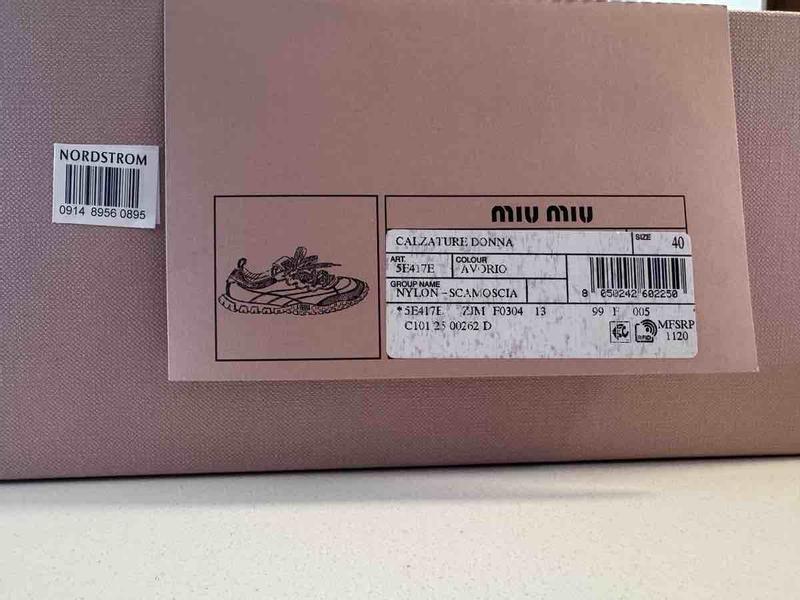 NORDSTROM
0914 8956 0895
miu miu
CALZATURE DONNA
SIZE 40
ART.
5E417E
COLOUR
AVORIO
GROUP NAME
NYLON-SCAMOSCIA
8 050242 602250
*5E417E ZJM F0304 13 99 F 005
C101 25 00262 D
MFSRP
1120